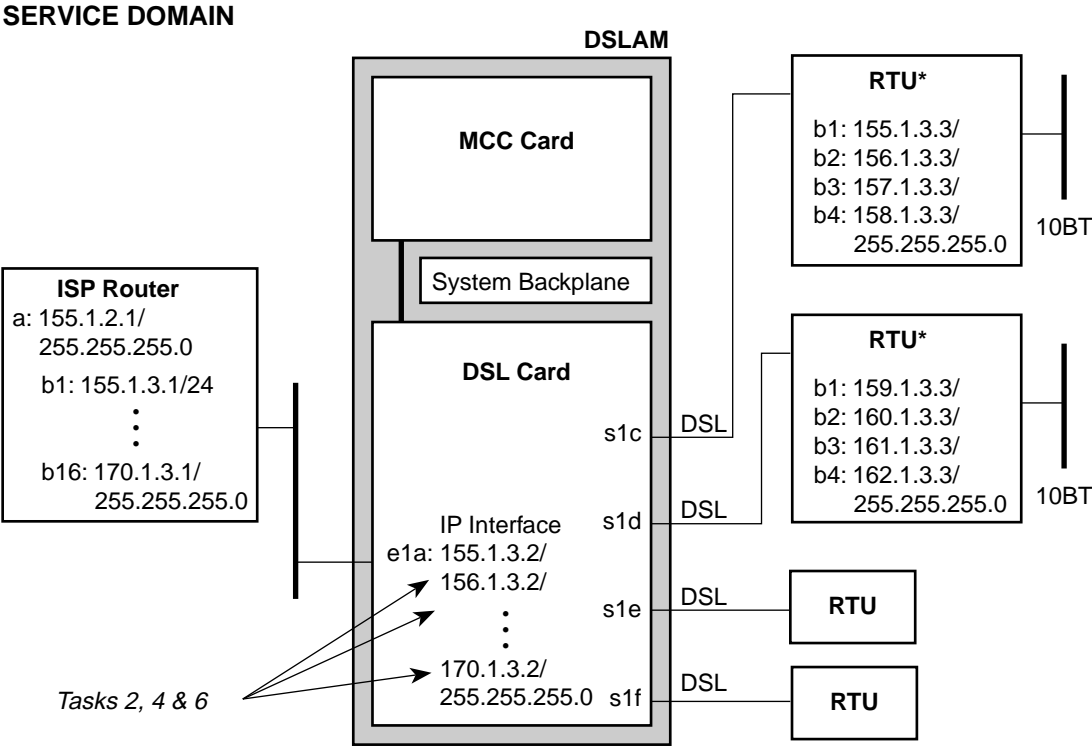 SERVICE DOMAIN
DSLAM
MCC Card
System Backplane
ISP Router
a: 155.1.2.1/
255.255.255.0
b1: 155.1.3.1/24
b16: 170.1.3.1/
255.255.255.0
DSL Card
s1c
s1d
s1e
s1f
IP Interface
e1a: 155.1.3.2/
156.1.3.2/
170.1.3.2/
255.255.255.0
Tasks 2, 4 & 6
DSL
DSL
DSL
DSL
RTU*
b1: 155.1.3.3/
b2: 156.1.3.3/
b3: 157.1.3.3/
b4: 158.1.3.3/
255.255.255.0
10BT
RTU*
b1: 159.1.3.3/
b2: 160.1.3.3/
b3: 161.1.3.3/
b4: 162.1.3.3/
255.255.255.0
10BT
RTU
RTU